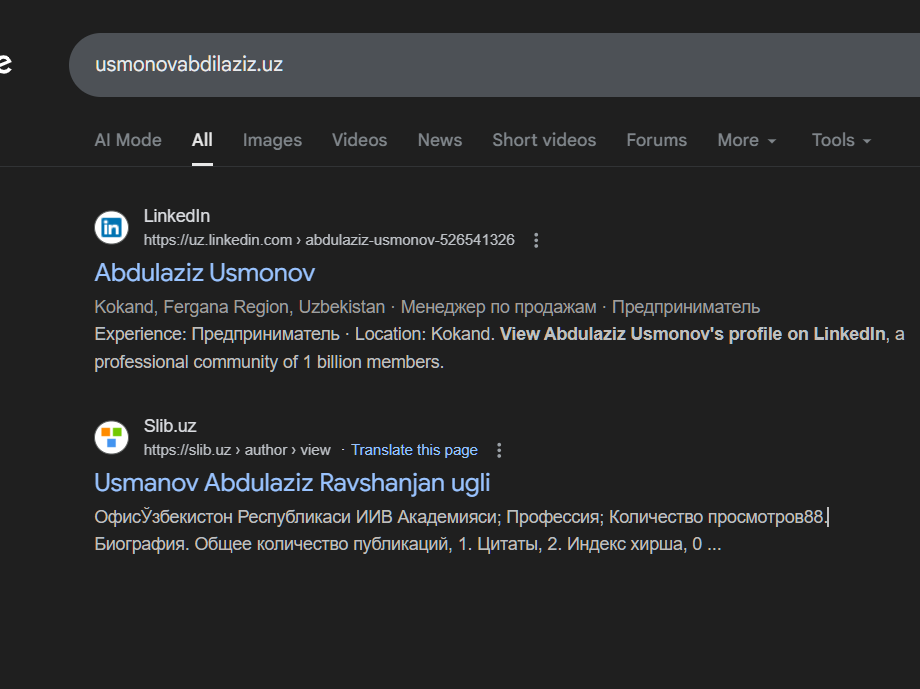 e
usmonovabdilaziz.uz
AI Mode All Images Videos News Short videos Forums More Tools
LinkedIn
https://uz.linkedin.com › abdulaziz-usmonov-526541326
Abdulaziz Usmonov
Kokand, Fergana Region, Uzbekistan · Менеджер по продажам · Предприниматель
Experience: Предприниматель · Location: Kokand. View Abdulaziz Usmonov's profile on LinkedIn, a
professional community of 1 billion members.
Slib.uz
https://slib.uz › author › view · Translate this page
Usmanov Abdulaziz Ravshanjan ugli
ОфисЎзбекистон Республикаси ИИВ Академияси; Профессия; Количество просмотров88.
Биография. Общее количество публикаций, 1. Цитаты, 2. Индекс хирша, 0 ...